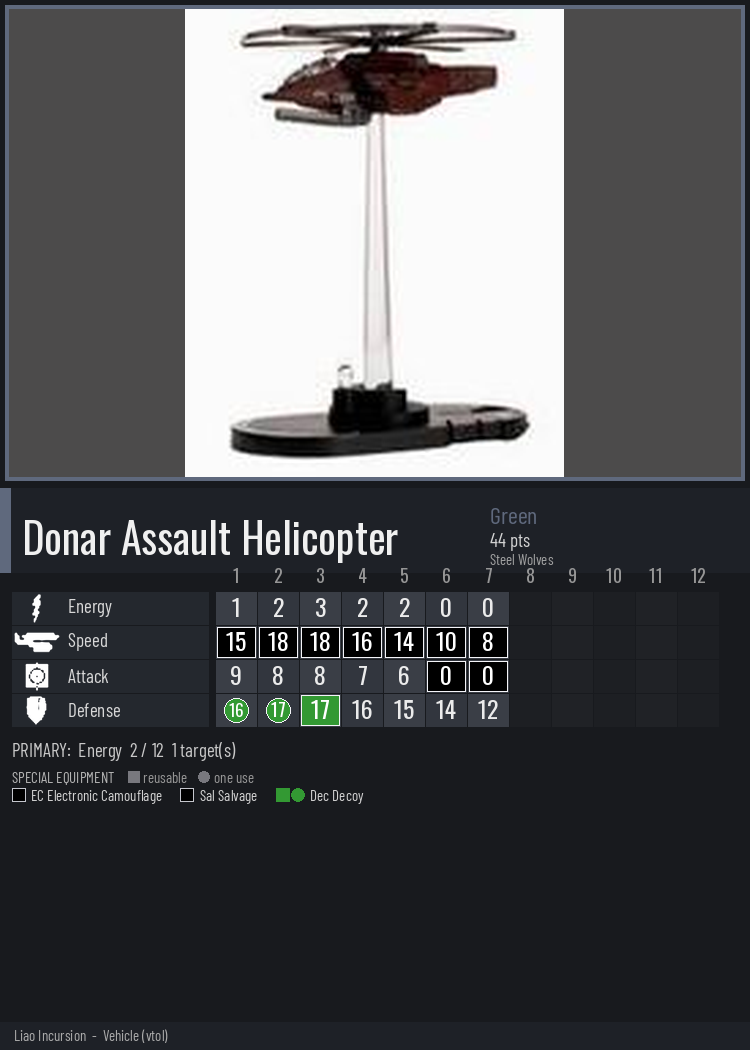 Donar Assault Helicopter
Green
44 pts
Steel Wolves
1 2 3 4 5 6 7 8 9 10 11 12
Energy 1 2 3 2 2 0 0
Speed 15 18 18 16 14 10 8
Attack 9 8 8 7 6 0 0
Defense 16 17 17 16 15 14 12
PRIMARY: Energy 2 / 12 1 target(s)
SPECIAL EQUIPMENT reusable one use
EC Electronic Camouflage Sal Salvage Dec Decoy
Liao Incursion - Vehicle (vtol)